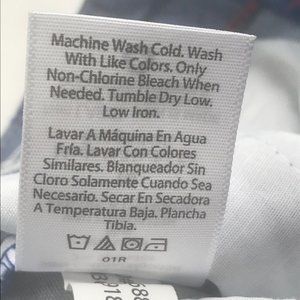 Machine Wash Cold. Wash
With Like Colors. Only
Non-Chlorine Bleach When
Needed. Tumble Dry Low.
Low Iron.
Lavar A Máquina En Agua
Fría. Lavar Con Colores
Similares. Blanqueador Sin
Cloro Solamente Cuando Sea
Necesario. Secar En Secadora
A Temperatura Baja. Plancha
Tibia.
01R